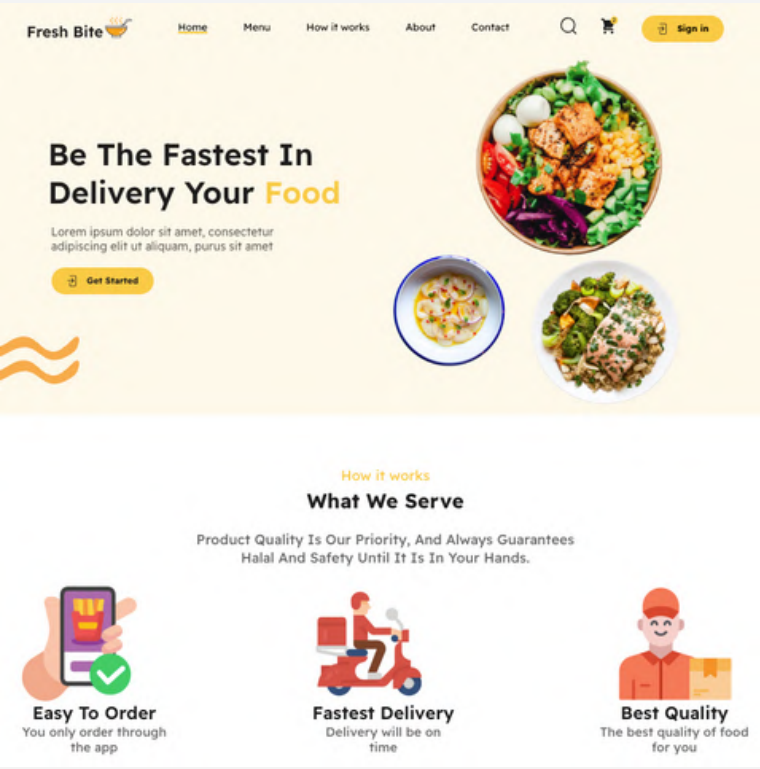 Fresh Bite
Home Menu How it works About Contact Sign in
Be The Fastest In
Delivery Your Food
Lorem ipsum dolor sit amet, consectetur
adipiscing elit ut aliquam, purus sit amet
Get Started
How it works
What We Serve
Product Quality Is Our Priority, And Always Guarantees
Halal And Safety Until It Is In Your Hands.
Easy To Order
You only order through
the app
Fastest Delivery
Delivery will be on
time
Best Quality
The best quality of food
for you